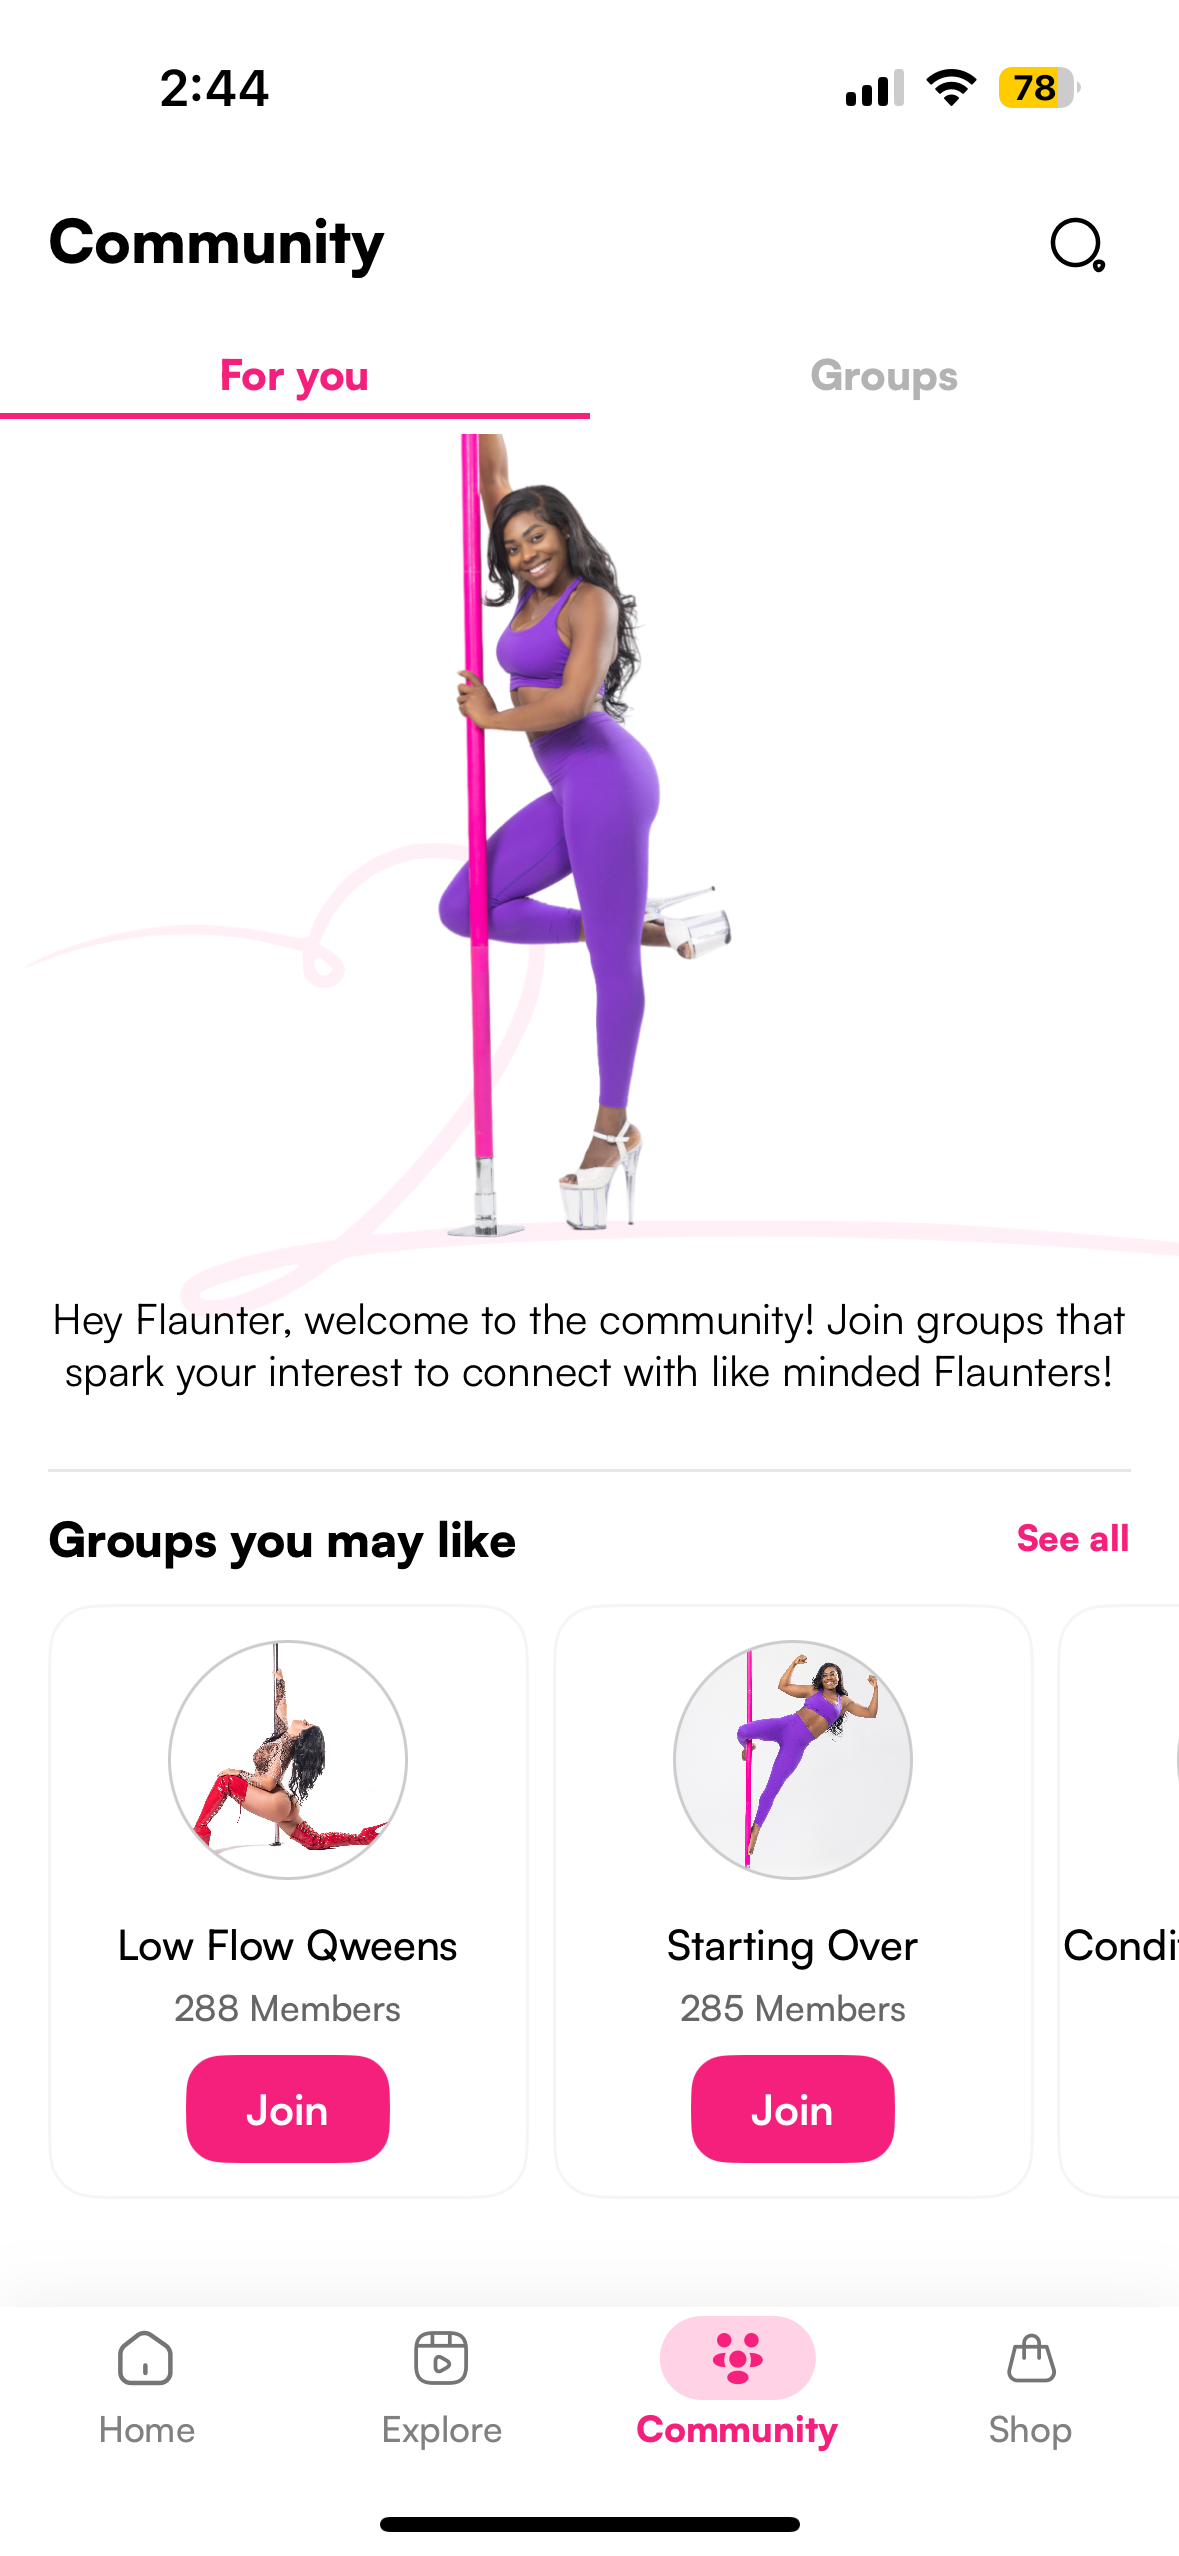 2:44
78
Community
For you
Groups
Hey Flaunter, welcome to the community! Join groups that
spark your interest to connect with like minded Flaunters!
Groups you may like
See all
Low Flow Qweens
Starting Over
288 Members
285 Members
Join
Join
Home
Explore
Community
Shop